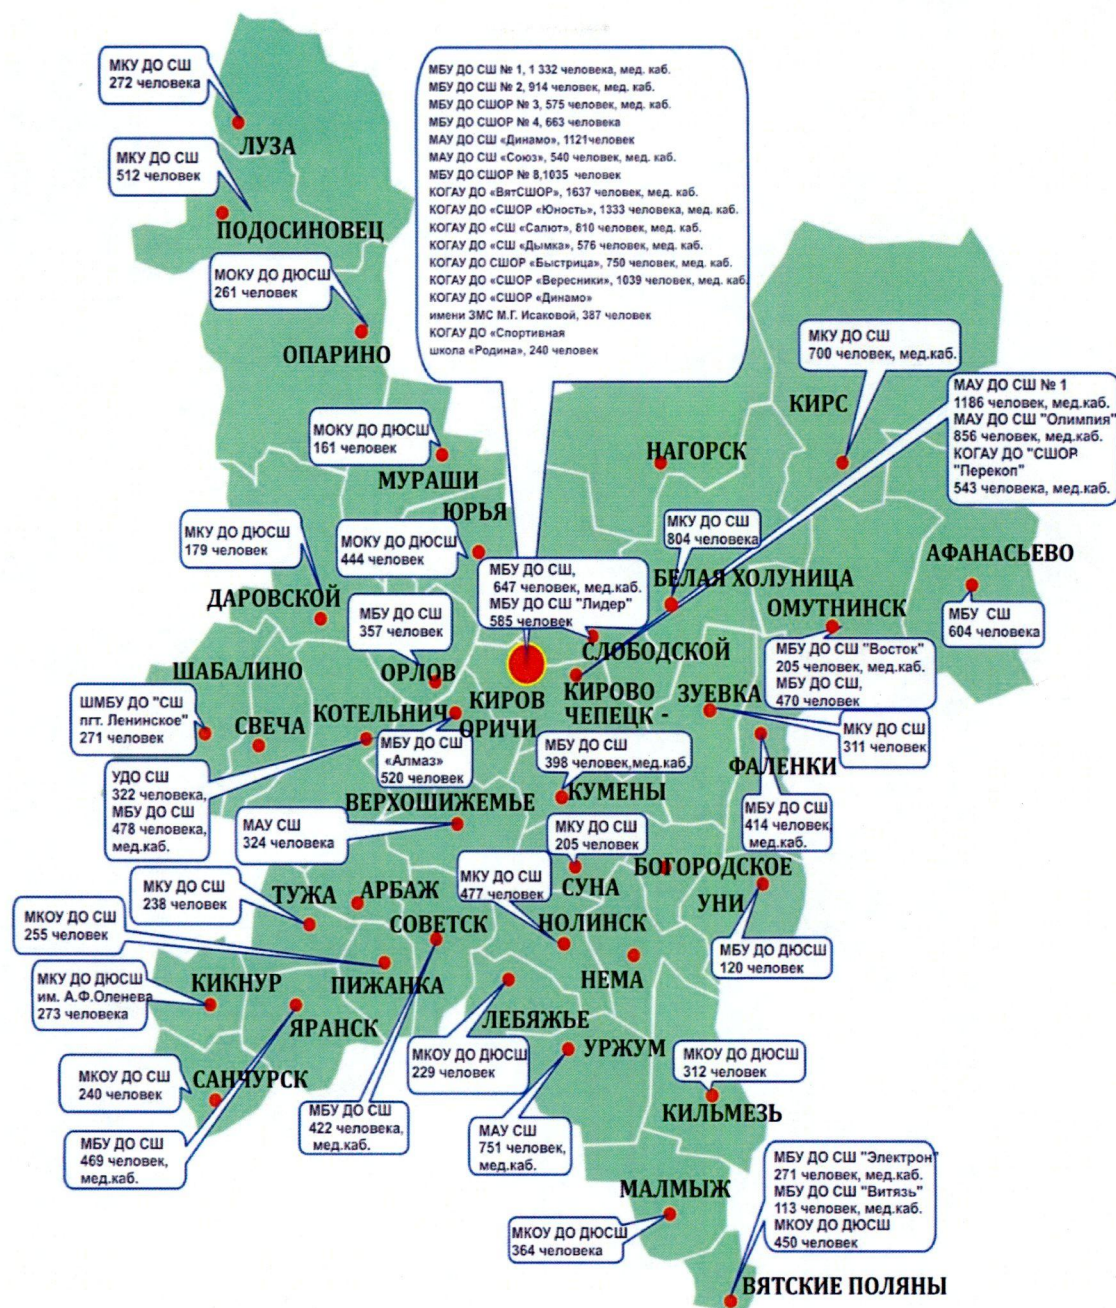 МКУ ДО СШ
272 человека
ЛУЗА
МКУ ДО СШ
512 человек
ПОДОСИНОВЕЦ
МОКУ ДО ДЮСШ
261 человек
ОПАРИНО
МБУ ДО СШ № 1, 1 332 человека, мед. каб.
МБУ ДО СШ № 2, 914 человек, мед. каб.
МБУ ДО СШОР № 3, 575 человек, мед. каб.
МБУ ДО СШОР № 4, 663 человека
МАУ ДО СШ «Динамо», 1121человек
МАУ ДО СШ «Союз», 540 человек, мед. каб.
МБУ ДО СШОР № 8,1035 человек
КОГАУ ДО «ВятСШОР», 1637 человек, мед. каб.
КОГАУ ДО «СШОР «Юность», 1333 человека, мед. каб.
КОГАУ ДО «СШ «Салют», 810 человек, мед. каб.
КОГАУ ДО «СШ «Дымка», 576 человек, мед. каб.
КОГАУ ДО СШОР «Быстрица», 750 человек, мед. каб.
КОГАУ ДО «СШОР «Вересники», 1039 человек, мед. каб.
КОГАУ ДО «СШОР «Динамо»
имени ЗМС М.Г. Исаковой, 387 человек
КОГАУ ДО «Спортивная
школа «Родина», 240 человек
МКУ ДО СШ
700 человек, мед.каб.
КИРС
МАУ ДО СШ № 1
1186 человек, мед.каб.
МАУ ДО СШ "Олимпия"
856 человек, мед.каб.
КОГАУ ДО "СШОР
"Перекоп"
543 человека, мед.каб.
МОКУ ДО ДЮСШ
161 человек
МУРАШИ
НАГОРСК
ЮРЬЯ
МКУ ДО ДЮСШ
179 человек
ДАРОВСКОЙ
МОКУ ДО ДЮСШ
444 человек
МКУ ДО СШ
804 человека
БЕЛАЯ ХОЛУНИЦА
АФАНАСЬЕВО
МБУ СШ
604 человека
ОМУТНИНСК
МБУ ДО СШ,
647 человек, мед.каб.
МБУ ДО СШ "Лидер"
585 человек
СЛОБОДСКОЙ
МБУ ДО СШ
357 человек
ОРЛОВ
МБУ ДО СШ "Восток"
205 человек, мед.каб.
МБУ ДО СШ,
470 человек
ШАБАЛИНО
КИРОВ
КИРОВО
ЧЕПЕЦК -
ЗУЕВКА
МКУ ДО СШ
311 человек
ШМБУ ДО "СШ
пгт. Ленинское"
271 человек
СВЕЧА
КОТЕЛЬНИЧ
ОРИЧИ
МБУ ДО СШ
«Алмаз»
520 человек
МБУ ДО СШ
398 человек,мед.каб.
КУМЕНЫ
ФАЛЕНКИ
МБУ ДО СШ
414 человек,
мед.каб.
УДО СШ
322 человека,
МБУ ДО СШ
478 человека,
мед.каб.
ВЕРХОШИЖЕМЬЕ
МАУ СШ
324 человека
МКУ ДО СШ
205 человек
СУНА
БОГОРОДСКОЕ
УНИ
МБУ ДО ДЮСШ
120 человек
МКУ ДО СШ
238 человек
ТУЖА
АРБАЖ
МКУ ДО СШ
477 человек
НОЛИНСК
НЕМА
МКОУ ДО СШ
255 человек
СОВЕТСК
ПИЖАНКА
МКУ ДО ДЮСШ
им. А.Ф.Оленева
273 человека
КИКНУР
ЯРАНСК
ЛЕБЯЖЬЕ
МКОУ ДО ДЮСШ
229 человек
УРЖУМ
МКОУ ДО СШ
240 человек
САНЧУРСК
МБУ ДО СШ
469 человек,
мед.каб.
МБУ ДО СШ
422 человека,
мед.каб.
МАУ СШ
751 человек,
мед.каб.
МКОУ ДО ДЮСШ
312 человек
КИЛЬМЕЗЬ
МАЛМЫЖ
МКОУ ДО ДЮСШ
364 человека
МБУ ДО СШ "Электрон"
271 человек, мед.каб.
МБУ ДО СШ "Витязь"
113 человек, мед.каб.
МКОУ ДО ДЮСШ
450 человек
ВЯТСКИЕ ПОЛЯНЫ